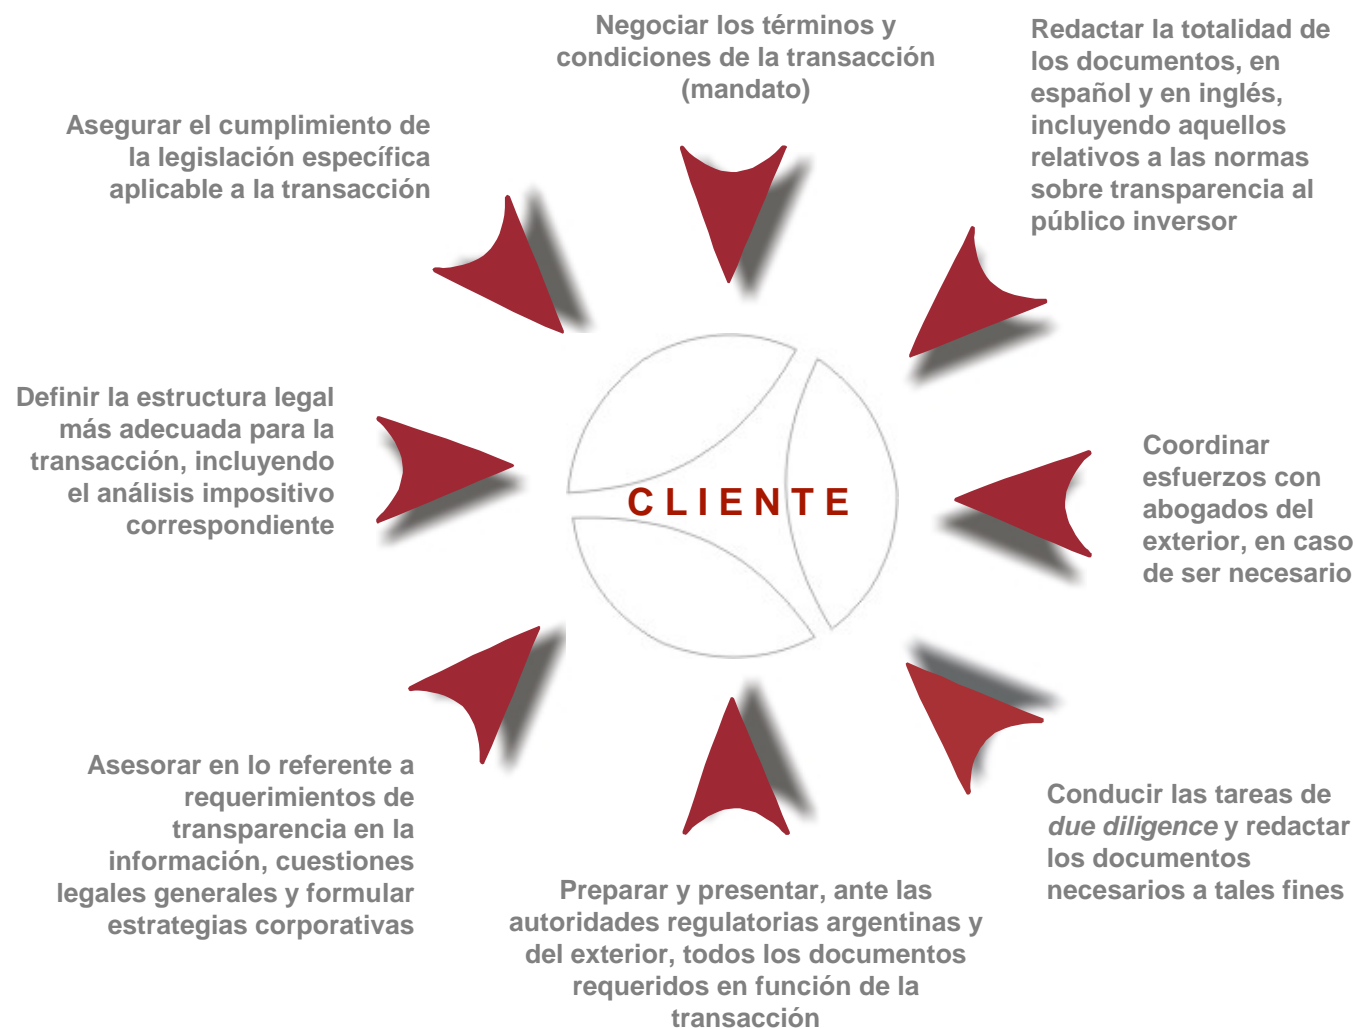 Negociar los términos y
condiciones de la transacción
(mandato)
Redactar la totalidad de
los documentos, en
español y en inglés,
incluyendo aquellos
relativos a las normas
sobre transparencia al
público inversor
Asegurar el cumplimiento de
la legislación específica
aplicable a la transacción
Definir la estructura legal
más adecuada para la
transacción, incluyendo
el análisis impositivo
correspondiente
CLIENTE
Coordinar
esfuerzos con
abogados del
exterior, en caso
de ser necesario
Asesorar en lo referente a
requerimientos de
transparencia en la
información, cuestiones
legales generales y formular
estrategias corporativas
Conducir las tareas de
due diligence y redactar
los documentos
necesarios a tales fines
Preparar y presentar, ante las
autoridades regulatorias argentinas y
del exterior, todos los documentos
requeridos en función de la
transacción